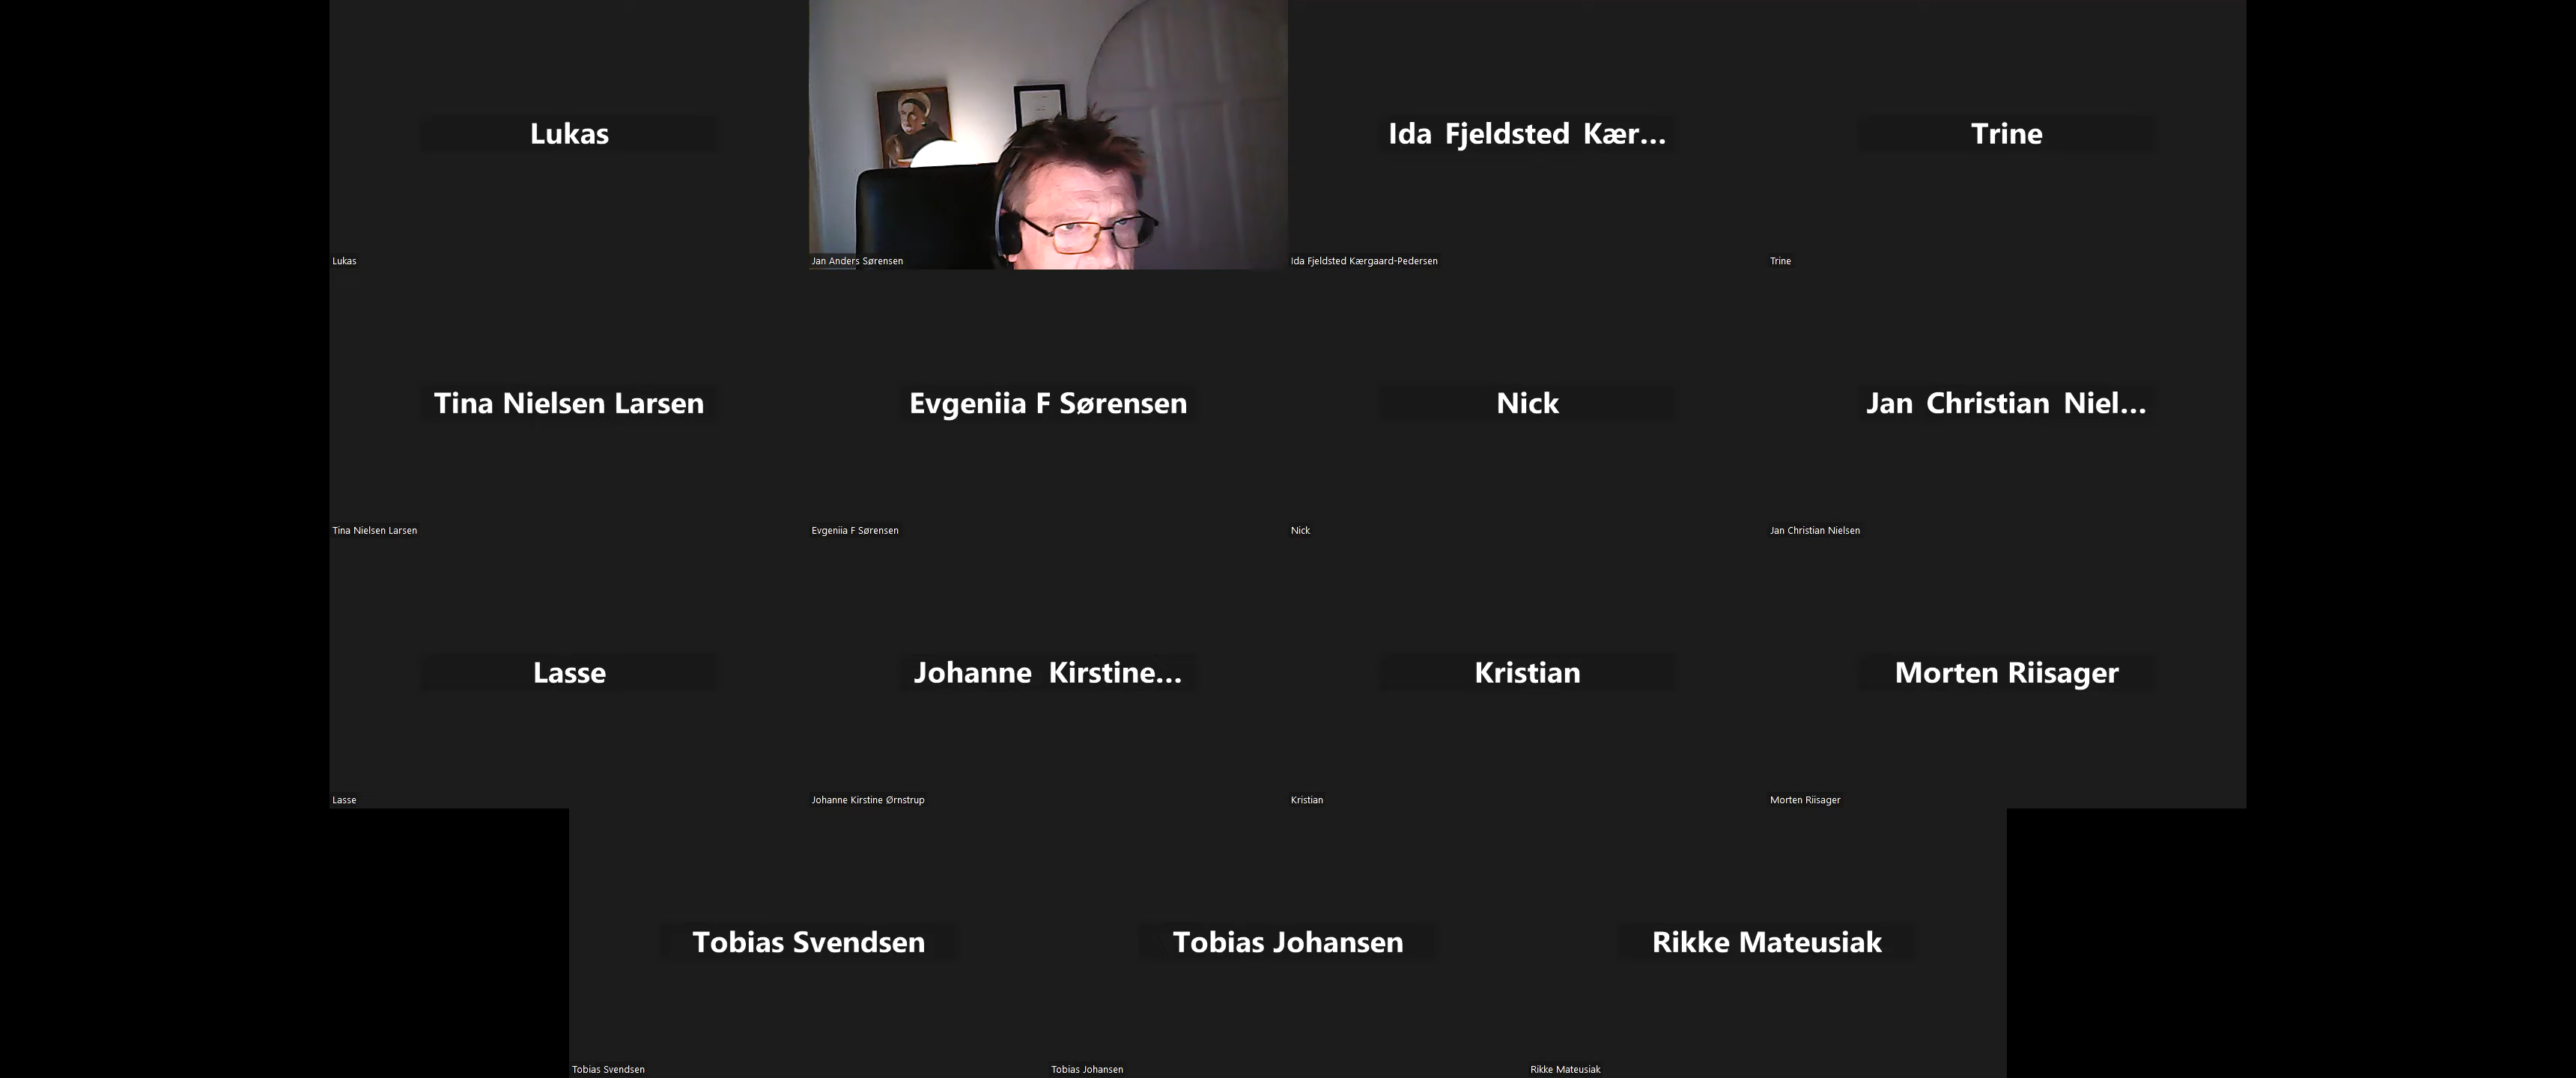 Lukas
Lukas
Jan Anders Sørensen
Ida Fjeldsted Kær...
Ida Fjeldsted Kærgaard-Pedersen
Trine
Trine
Tina Nielsen Larsen
Tina Nielsen Larsen
Evgeniia F Sørensen
Evgeniia F Sørensen
Nick
Nick
Jan Christian Niel...
Jan Christian Nielsen
Lasse
Lasse
Johanne Kirstine...
Johanne Kirstine Ørnstrup
Kristian
Kristian
Morten Riisager
Morten Riisager
Tobias Svendsen
Tobias Svendsen
Tobias Johansen
Tobias Johansen
Rikke Mateusiak
Rikke Mateusiak